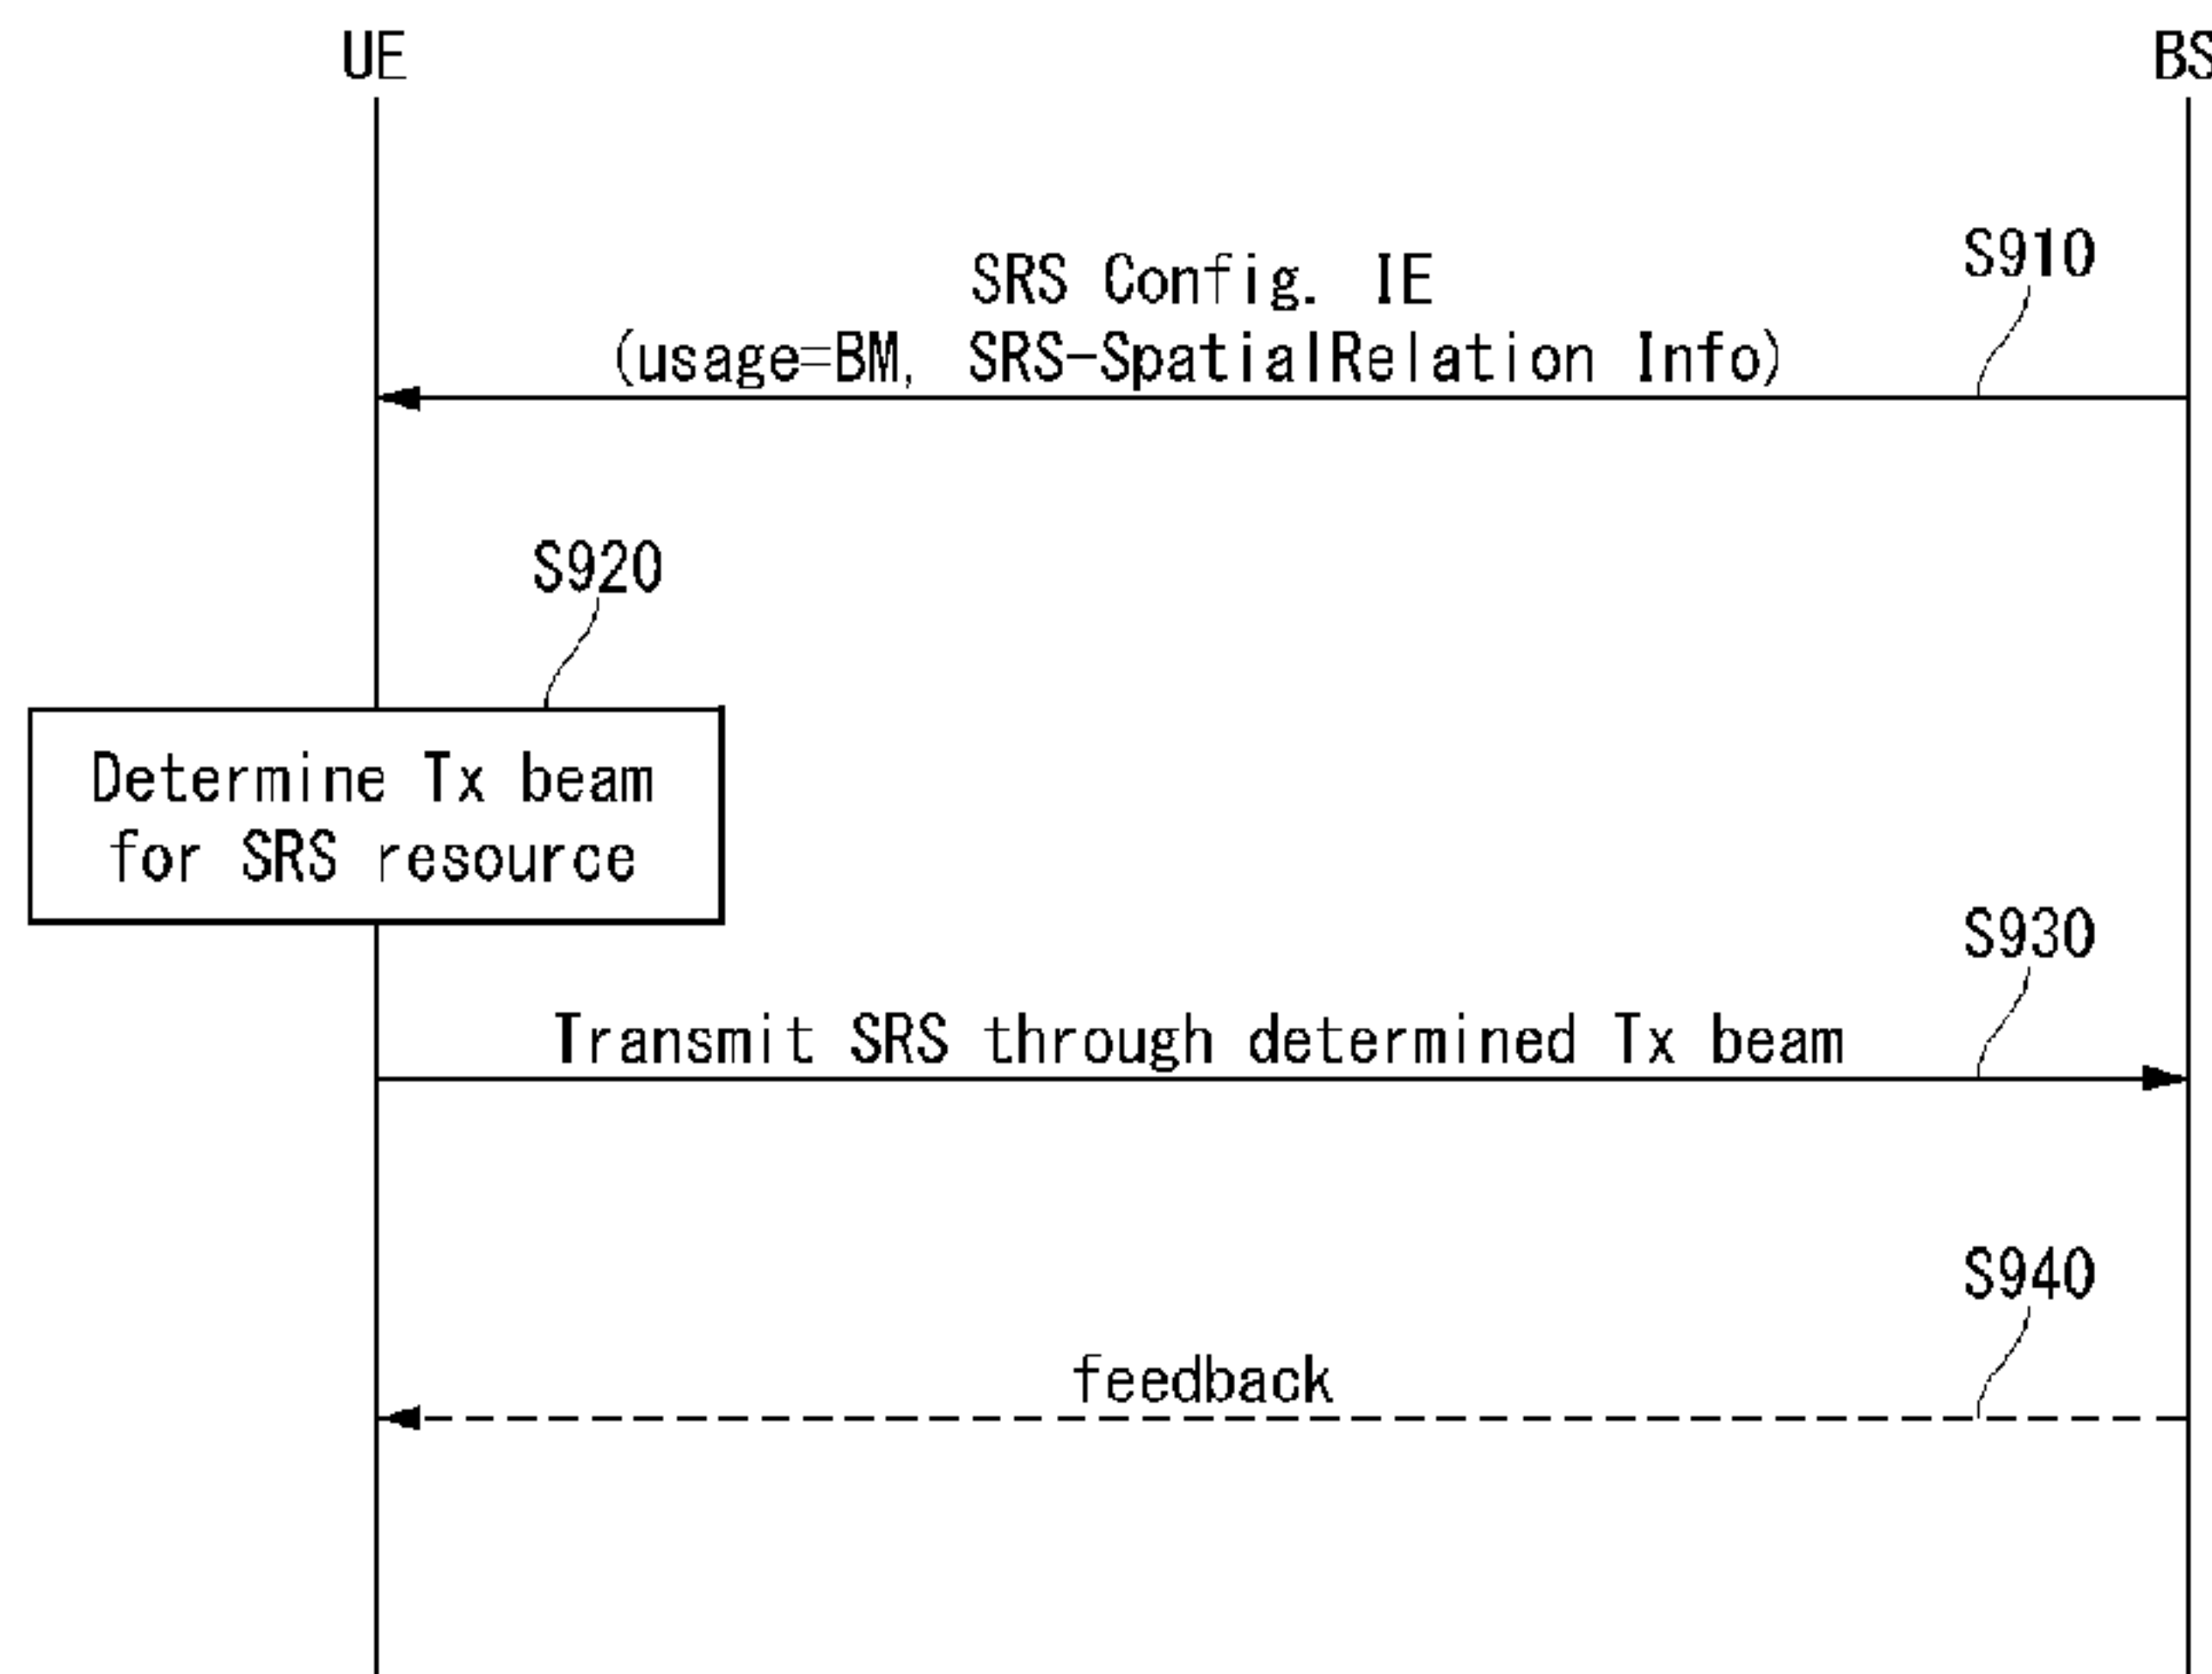 UE
BS
S910
SRS Config. IE
(usage=BM, SRS-SpatialRelation Info)
S920
Determine Tx beam
for SRS resource
S930
Transmit SRS through determined Tx beam
S940
feedback